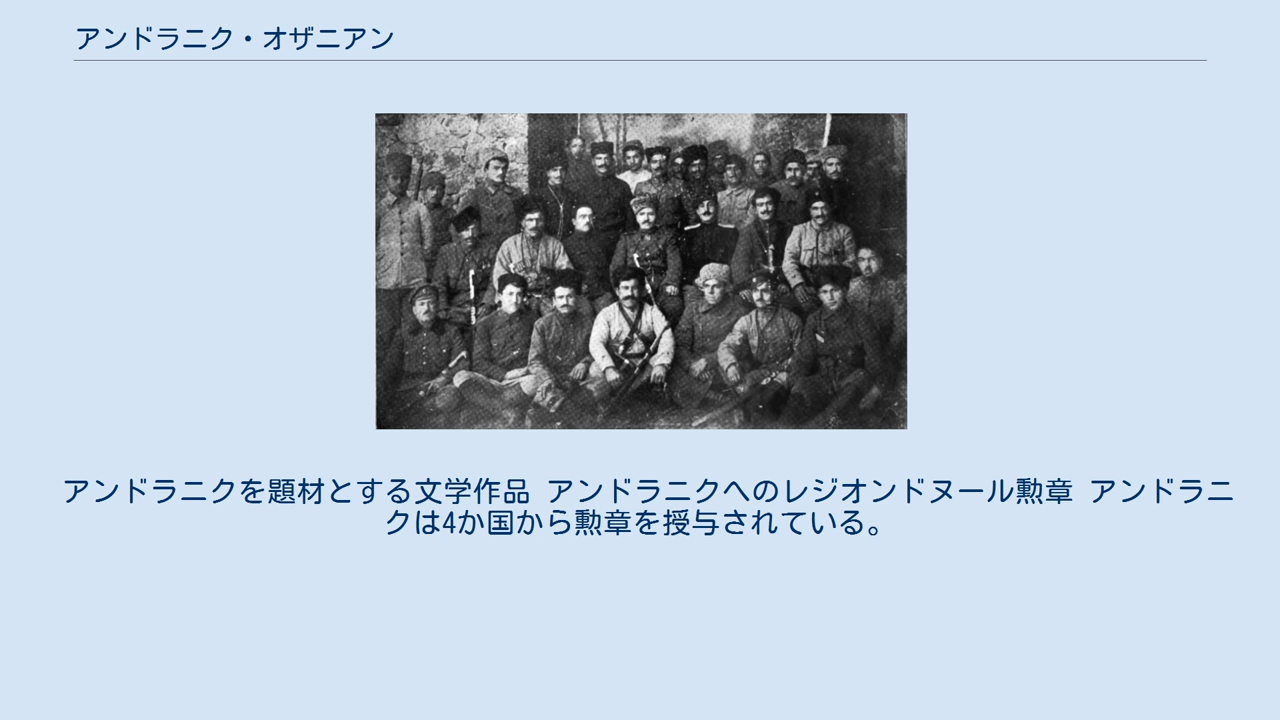 アンドラニク・オザニアン
アンドラニクを題材とする文学作品 アンドラニクへのレジオンドヌール勲章 アンドラニ
クは4か国から勲章を授与されている。